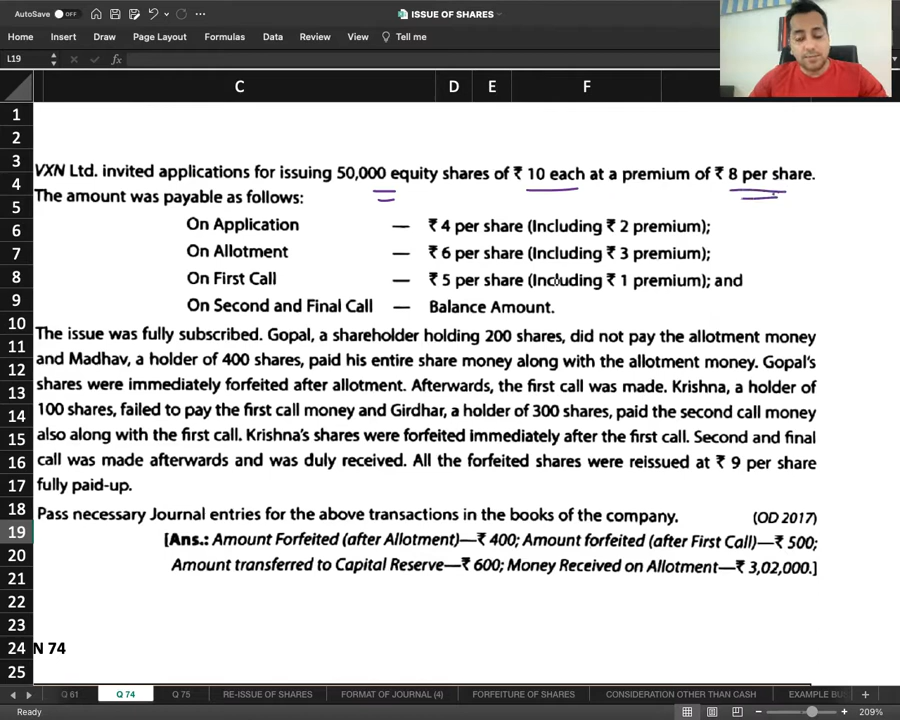 AutoSave OFF ISSUE OF SHARES
Home Insert Draw Page Layout Formulas Data Review View Tell me
L19 fx
C D E F
1
2
3
4
5
6
7
8
9
10
11
12
13
14
15
16
17
18
19
20
21
22
23
24
25
VXN Ltd. invited applications for issuing 50,000 equity shares of ₹ 10 each at a premium of ₹ 8 per share.
The amount was payable as follows:
On Application — ₹ 4 per share (Including ₹ 2 premium);
On Allotment — ₹ 6 per share (Including ₹ 3 premium);
On First Call — ₹ 5 per share (Including ₹ 1 premium); and
On Second and Final Call — Balance Amount.
The issue was fully subscribed. Gopal, a shareholder holding 200 shares, did not pay the allotment money
and Madhav, a holder of 400 shares, paid his entire share money along with the allotment money. Gopal's
shares were immediately forfeited after allotment. Afterwards, the first call was made. Krishna, a holder of
100 shares, failed to pay the first call money and Girdhar, a holder of 300 shares, paid the second call money
also along with the first call. Krishna's shares were forfeited immediately after the first call. Second and final
call was made afterwards and was duly received. All the forfeited shares were reissued at ₹ 9 per share
fully paid-up.
Pass necessary Journal entries for the above transactions in the books of the company. (OD 2017)
[Ans.: Amount Forfeited (after Allotment)—₹ 400; Amount forfeited (after First Call)—₹ 500;
Amount transferred to Capital Reserve—₹ 600; Money Received on Allotment—₹ 3,02,000.]
N 74
Q 61 Q 74 Q 75 RE-ISSUE OF SHARES FORMAT OF JOURNAL (4) FORFEITURE OF SHARES CONSIDERATION OTHER THAN CASH EXAMPLE BUS
Ready 209%